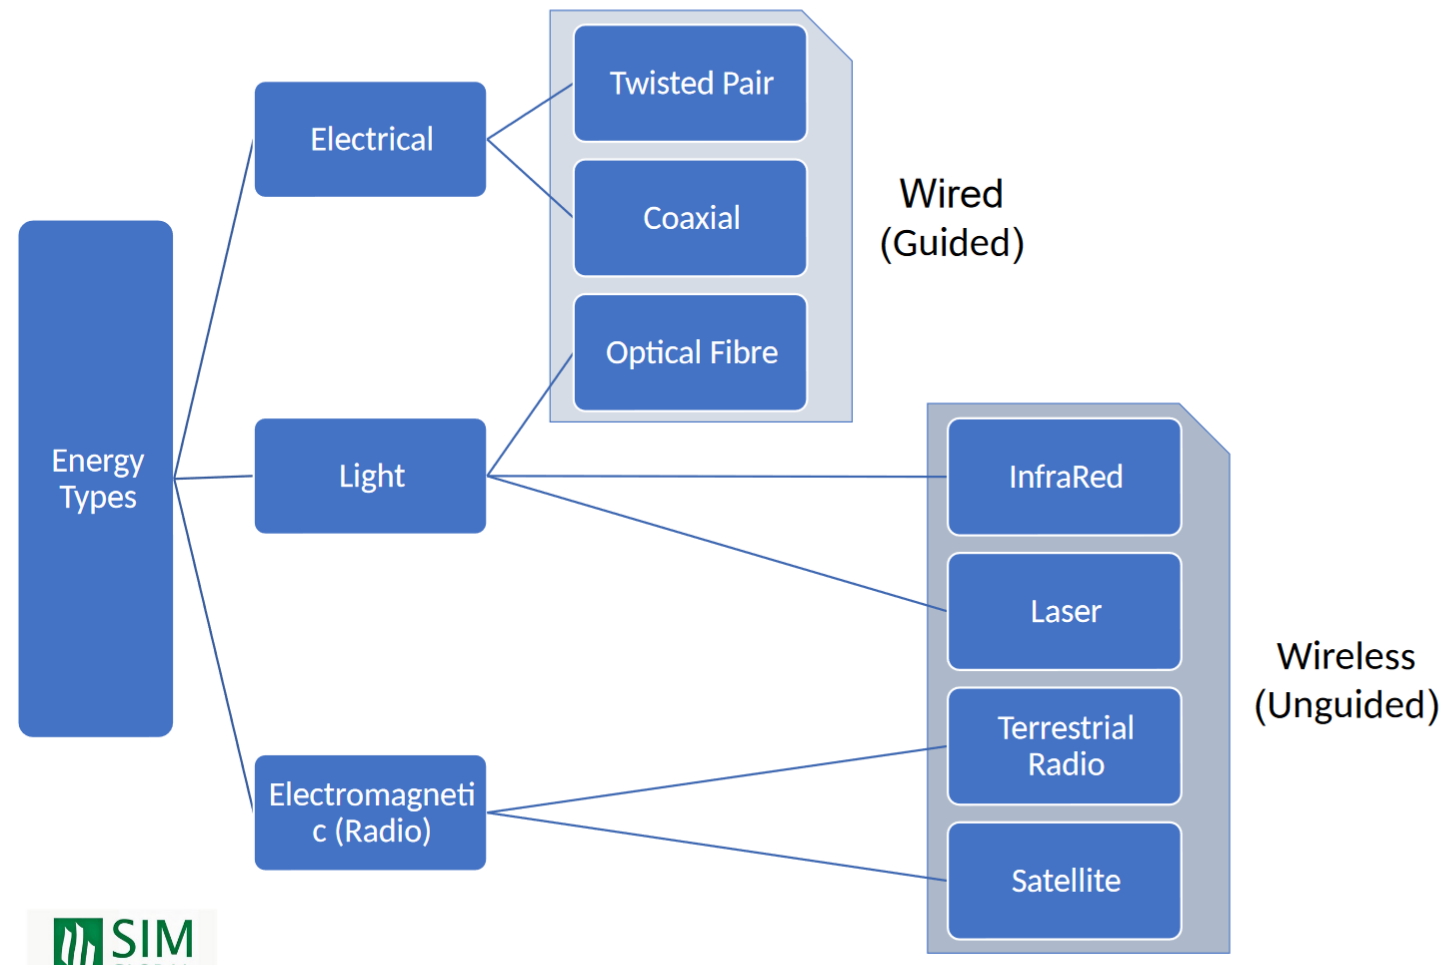 Energy
Types
Electrical
Light
Electromagneti
c (Radio)
Twisted Pair
Coaxial
Optical Fibre
Wired
(Guided)
InfraRed
Laser
Terrestrial
Radio
Satellite
Wireless
(Unguided)
SIM